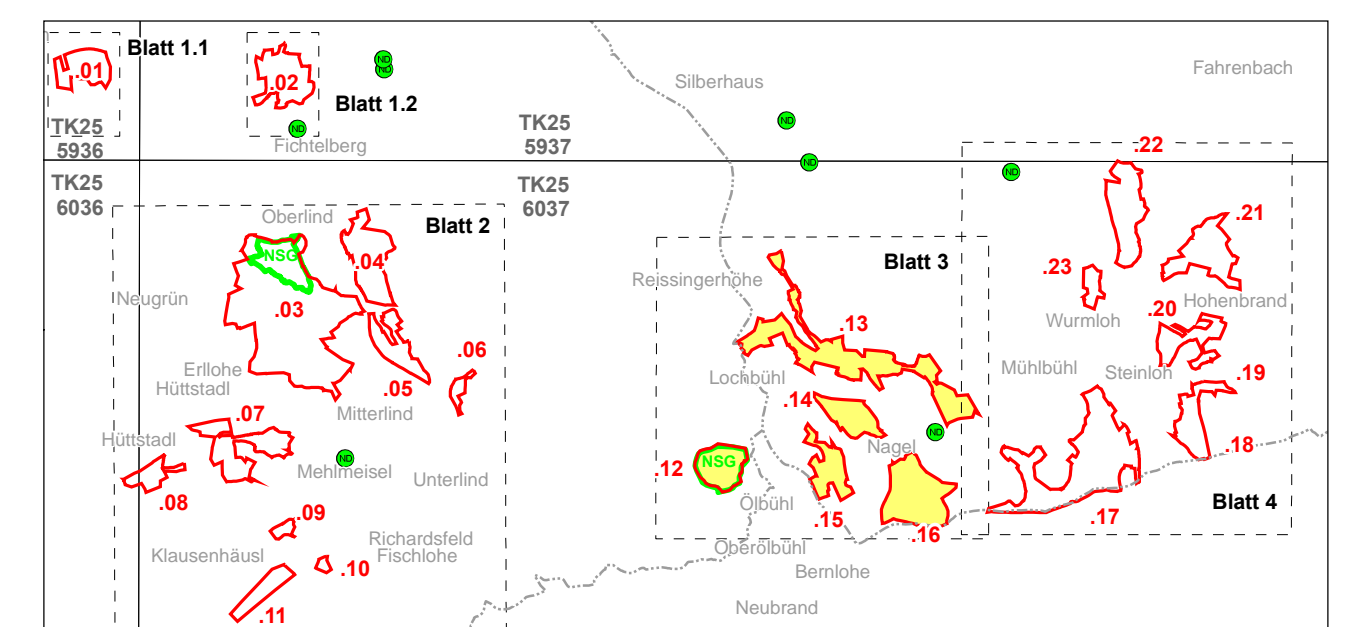 Blatt 1.1
.01
.02
ND
ND
Blatt 1.2
ND
Fichtelberg
TK25
5936
TK25
5937
TK25
6036
TK25
6037
Silberhaus
Fahrenbach
ND
ND
ND
Oberlind
Blatt 2
NSG
.04
Neugrün
.03
.06
Erllohe
Hüttstadl
.05
Mitterlind
.07
Hüttstadl
ND
Mehlmeisel
Unterlind
.08
.09
Richardsfeld
Fischlohe
Klausenhäusl
.10
.11
Blatt 3
Reissingerhöhe
.13
Lochbühl
.14
ND
Nagel
.12
NSG
Ölbühl
.15
.16
Oberölbühl
Bernlohe
Neubrand
.22
.21
.23
Hohenbrand
.20
Wurmloh
Mühlbühl
Steinloh
.19
.18
.17
Blatt 4